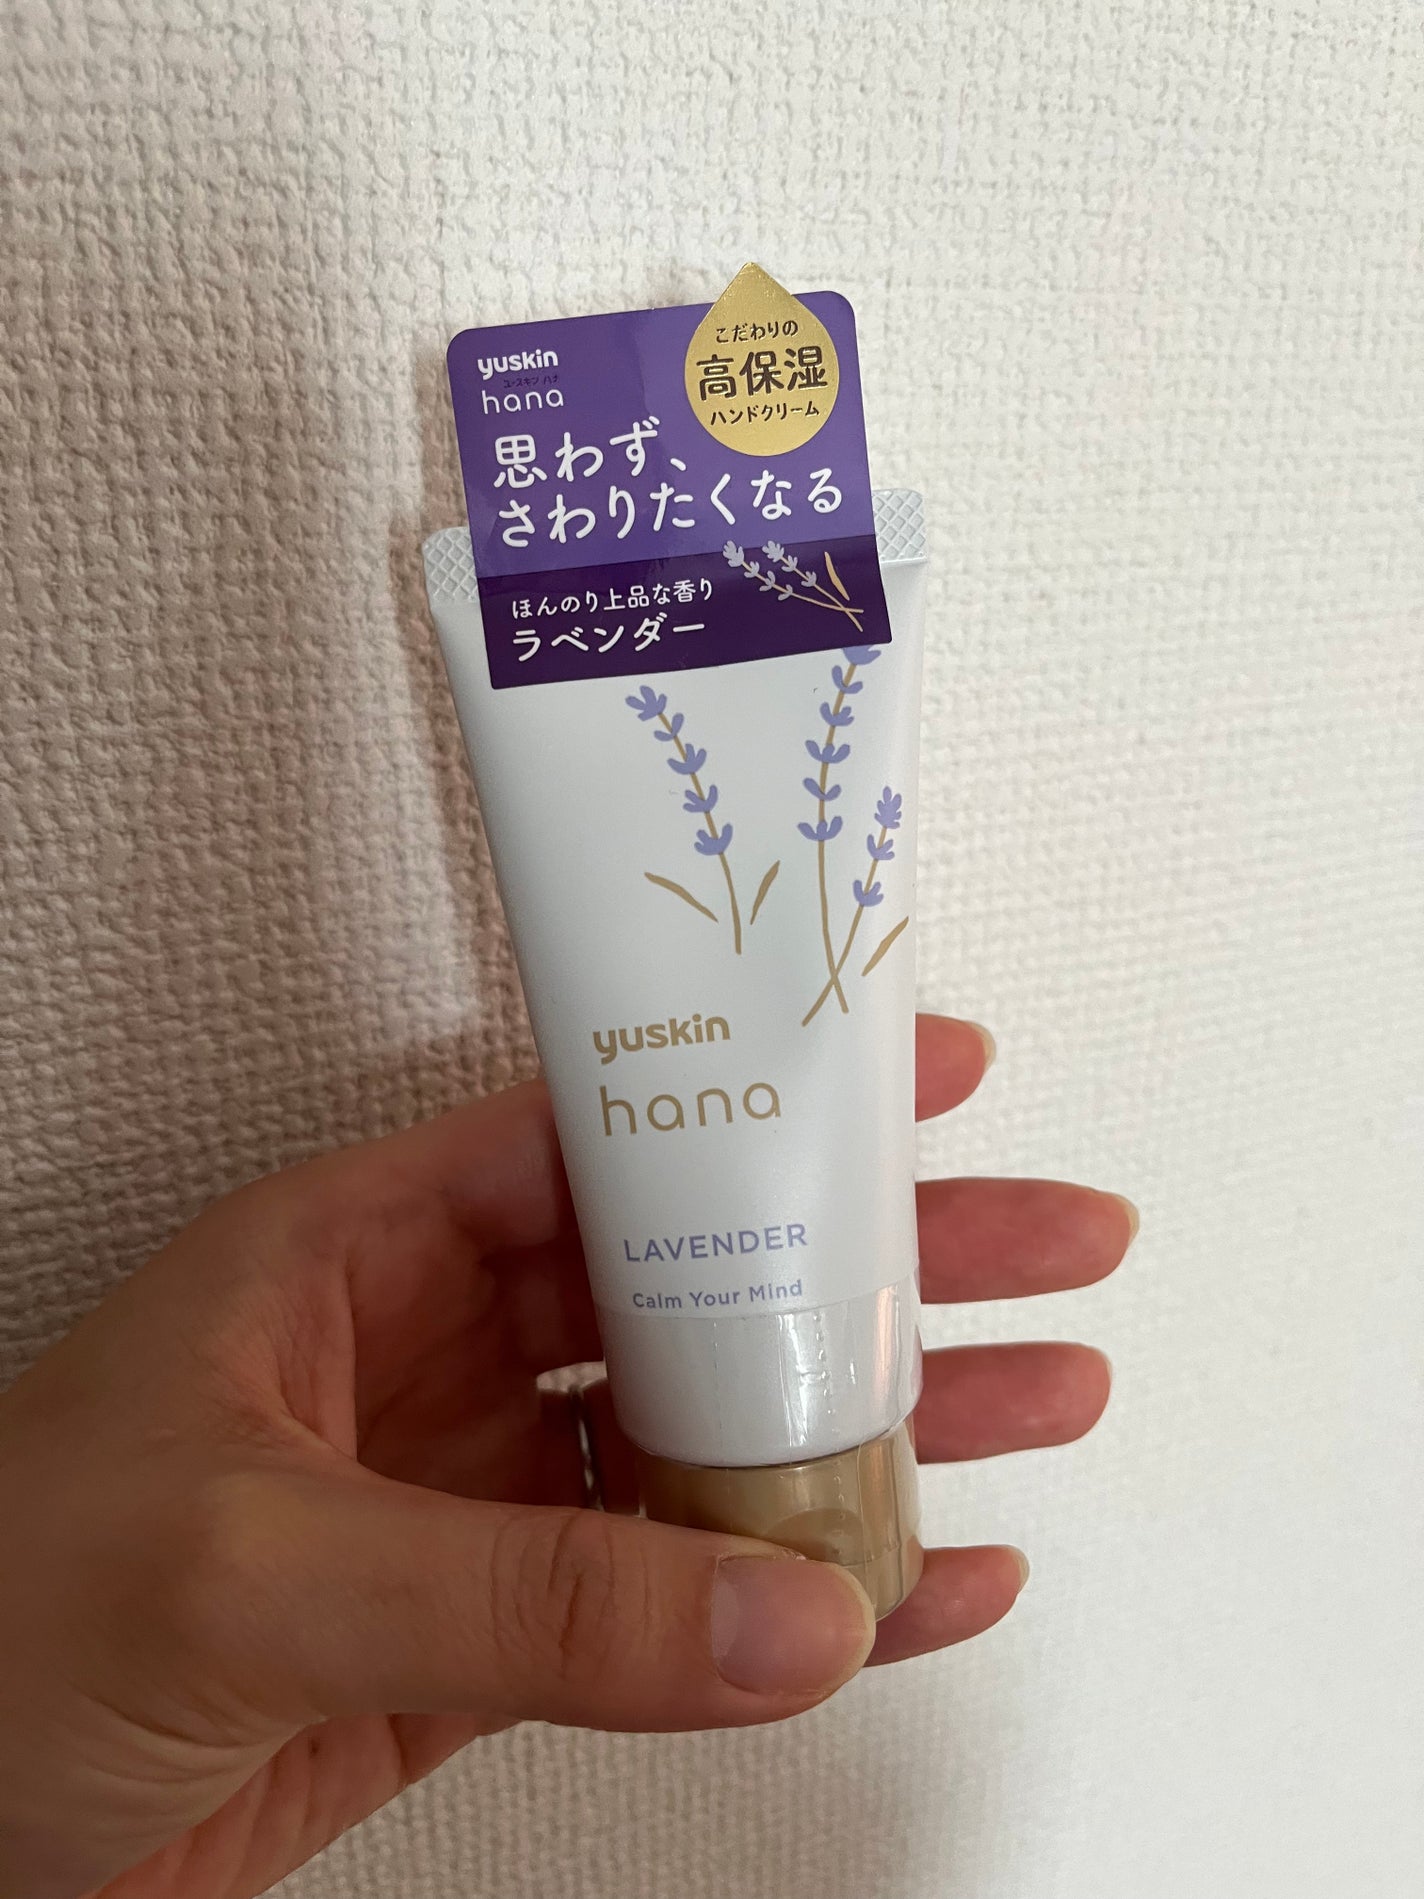 こだわりの
高保湿
ハンドクリーム
yuskin
ユースキン ハナ
hana
思わず、
さわりたくなる
ほんのり上品な香り
ラベンダー
yuskin
hana
LAVENDER
Calm Your Mind